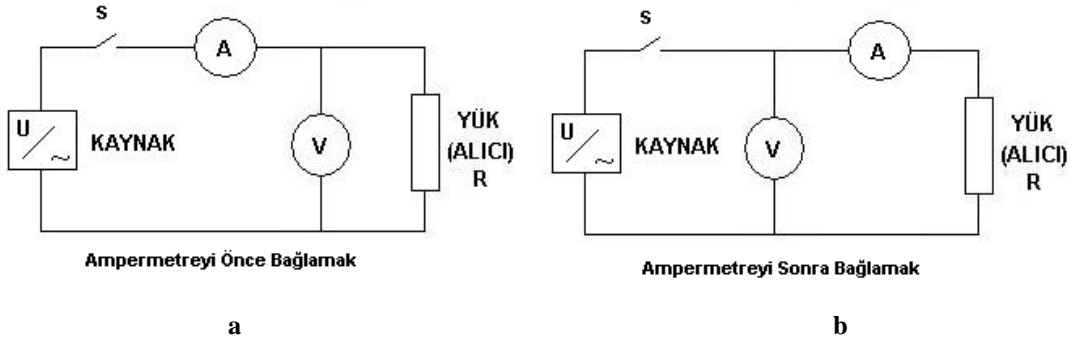 S
A
U
~
KAYNAK
V
YÜK
(ALICI)
R
Ampermetreyi Önce Bağlamak
a
S
A
U
~
KAYNAK
V
YÜK
(ALICI)
R
Ampermetreyi Sonra Bağlamak
b